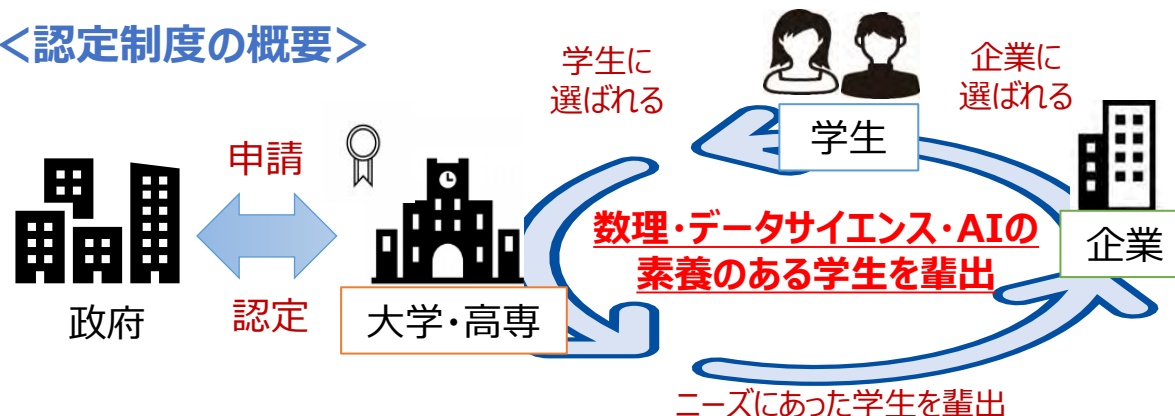 <認定制度の概要>
学生に
選ばれる
企業に
選ばれる
学生
申請
数理・データサイエンス・AIの
素養のある学生を輩出
企業
政府
認定
大学・高専
ニーズにあった学生を輩出